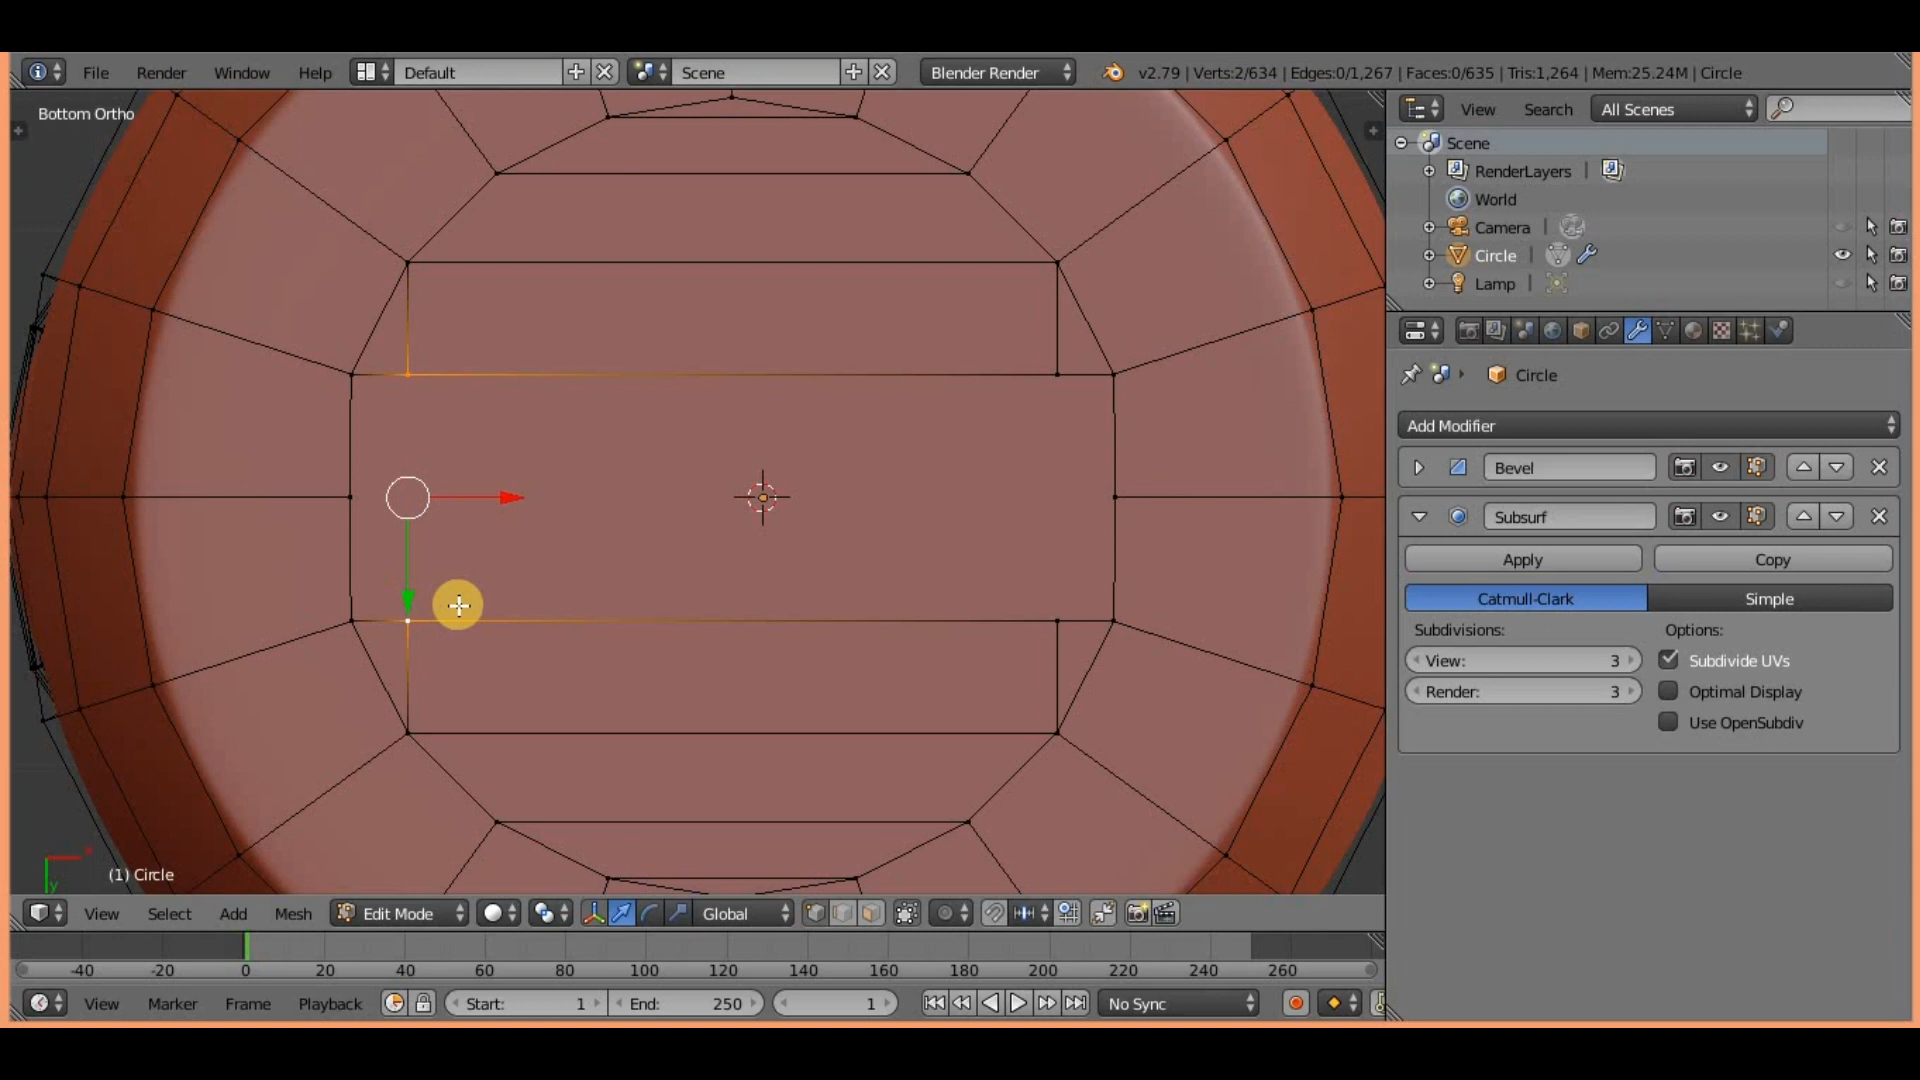 File Render Window Help Default Scene Blender Render v2.79 | Verts:2/634 | Edges:0/1,267 | Faces:0/635 | Tris:1,264 | Mem:25.24M | Circle
Bottom Ortho
View Search All Scenes
Scene
RenderLayers
World
Camera
Circle
Lamp
Circle
Add Modifier
Bevel
Subsurf
Apply Copy
Catmull-Clark Simple
Subdivisions: Options:
View: 3 Subdivide UVs
Render: 3 Optimal Display
Use OpenSubdiv
x
y
(1) Circle
View Select Add Mesh Edit Mode Global
-40 -20 0 20 40 60 80 100 120 140 160 180 200 220 240 260
View Marker Frame Playback Start: 1 End: 250 1 No Sync